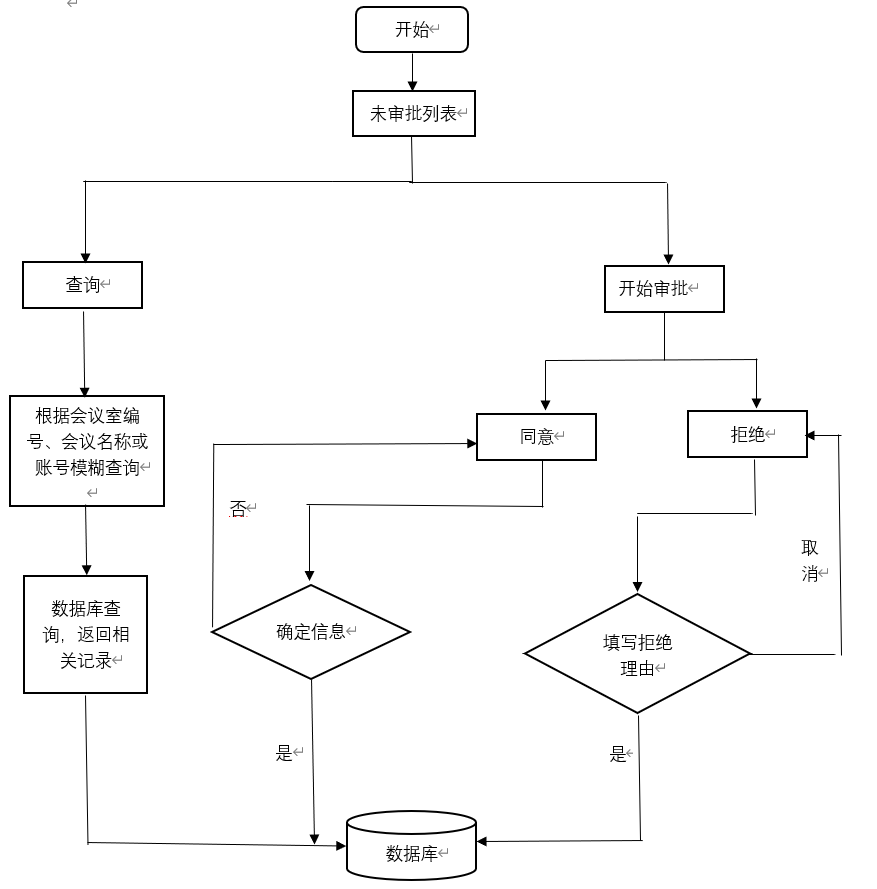 开始
未审批列表
查询
开始审批
根据会议室编
号、会议名称或
账号模糊查询
同意
拒绝
否
取
消
数据库查
询，返回相
关记录
确定信息
填写拒绝
理由
是
是
数据库